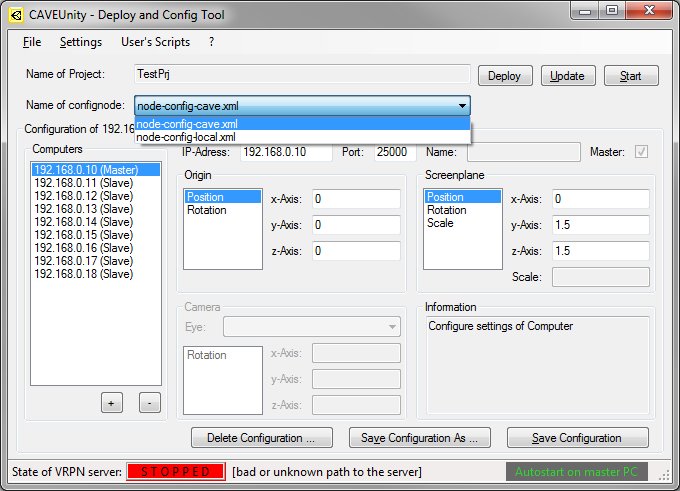 CAVEUnity - Deploy and Config Tool
File Settings User's Scripts ?
Name of Project: TestPrj Deploy Update Start
Name of confignode: node-config-cave.xml
node-config-cave.xml
node-config-local.xml
Configuration of 192.16
Computers
192.168.0.10 (Master)
192.168.0.11 (Slave)
192.168.0.12 (Slave)
192.168.0.13 (Slave)
192.168.0.14 (Slave)
192.168.0.15 (Slave)
192.168.0.16 (Slave)
192.168.0.17 (Slave)
192.168.0.18 (Slave)
+ -
IP-Adress: 192.168.0.10 Port: 25000 Name: Master:
Origin
Position
Rotation
x-Axis: 0
y-Axis: 0
z-Axis: 0
Screenplane
Position
Rotation
Scale
x-Axis: 0
y-Axis: 1.5
z-Axis: 1.5
Scale:
Camera
Eye:
Rotation
x-Axis:
y-Axis:
z-Axis:
Information
Configure settings of Computer
Delete Configuration ... Save Configuration As ... Save Configuration
State of VRPN server: STOPPED [bad or unknown path to the server] Autostart on master PC